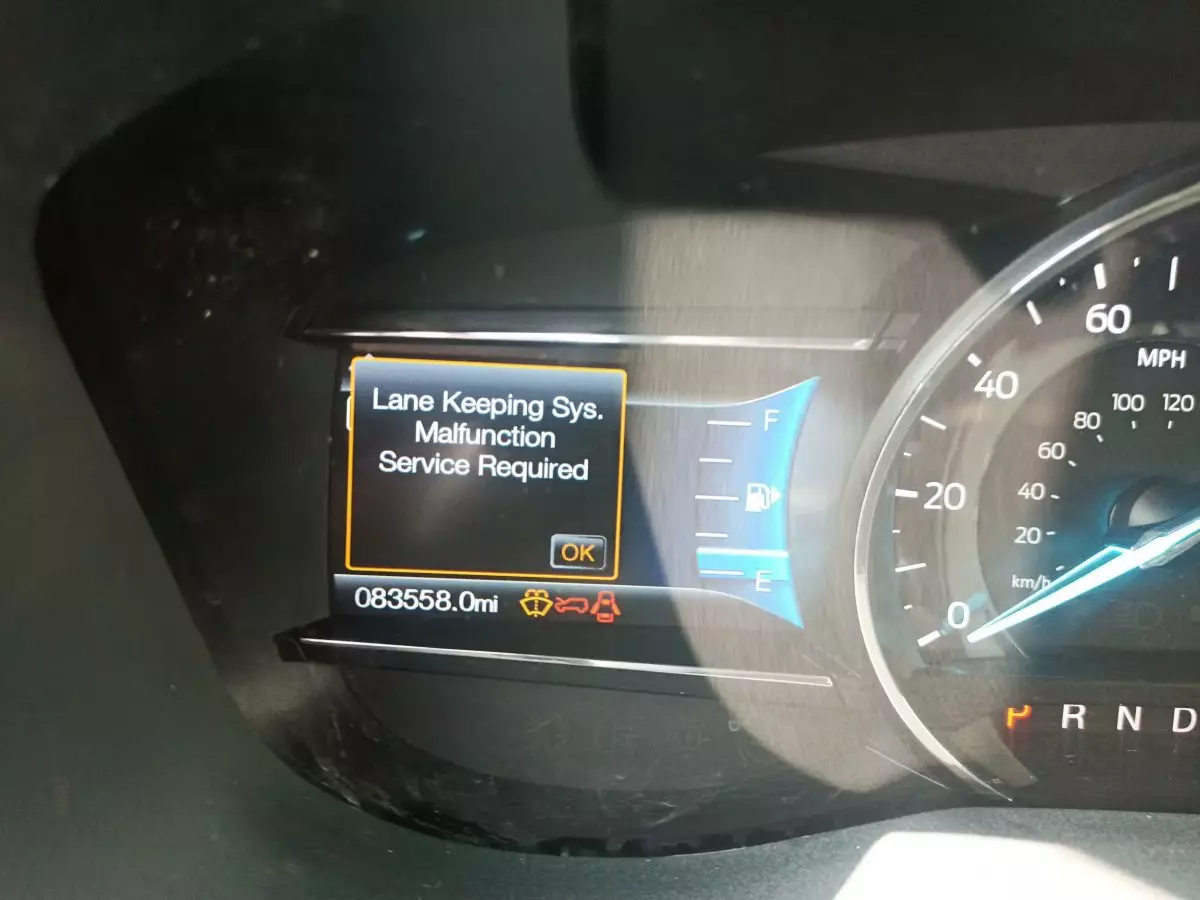 Lane Keeping Sys.
Malfunction
Service Required
OK
083558.0mi
F
E
60
MPH
40
100 120
80
60
20
40
20
km/h
0
P R N D